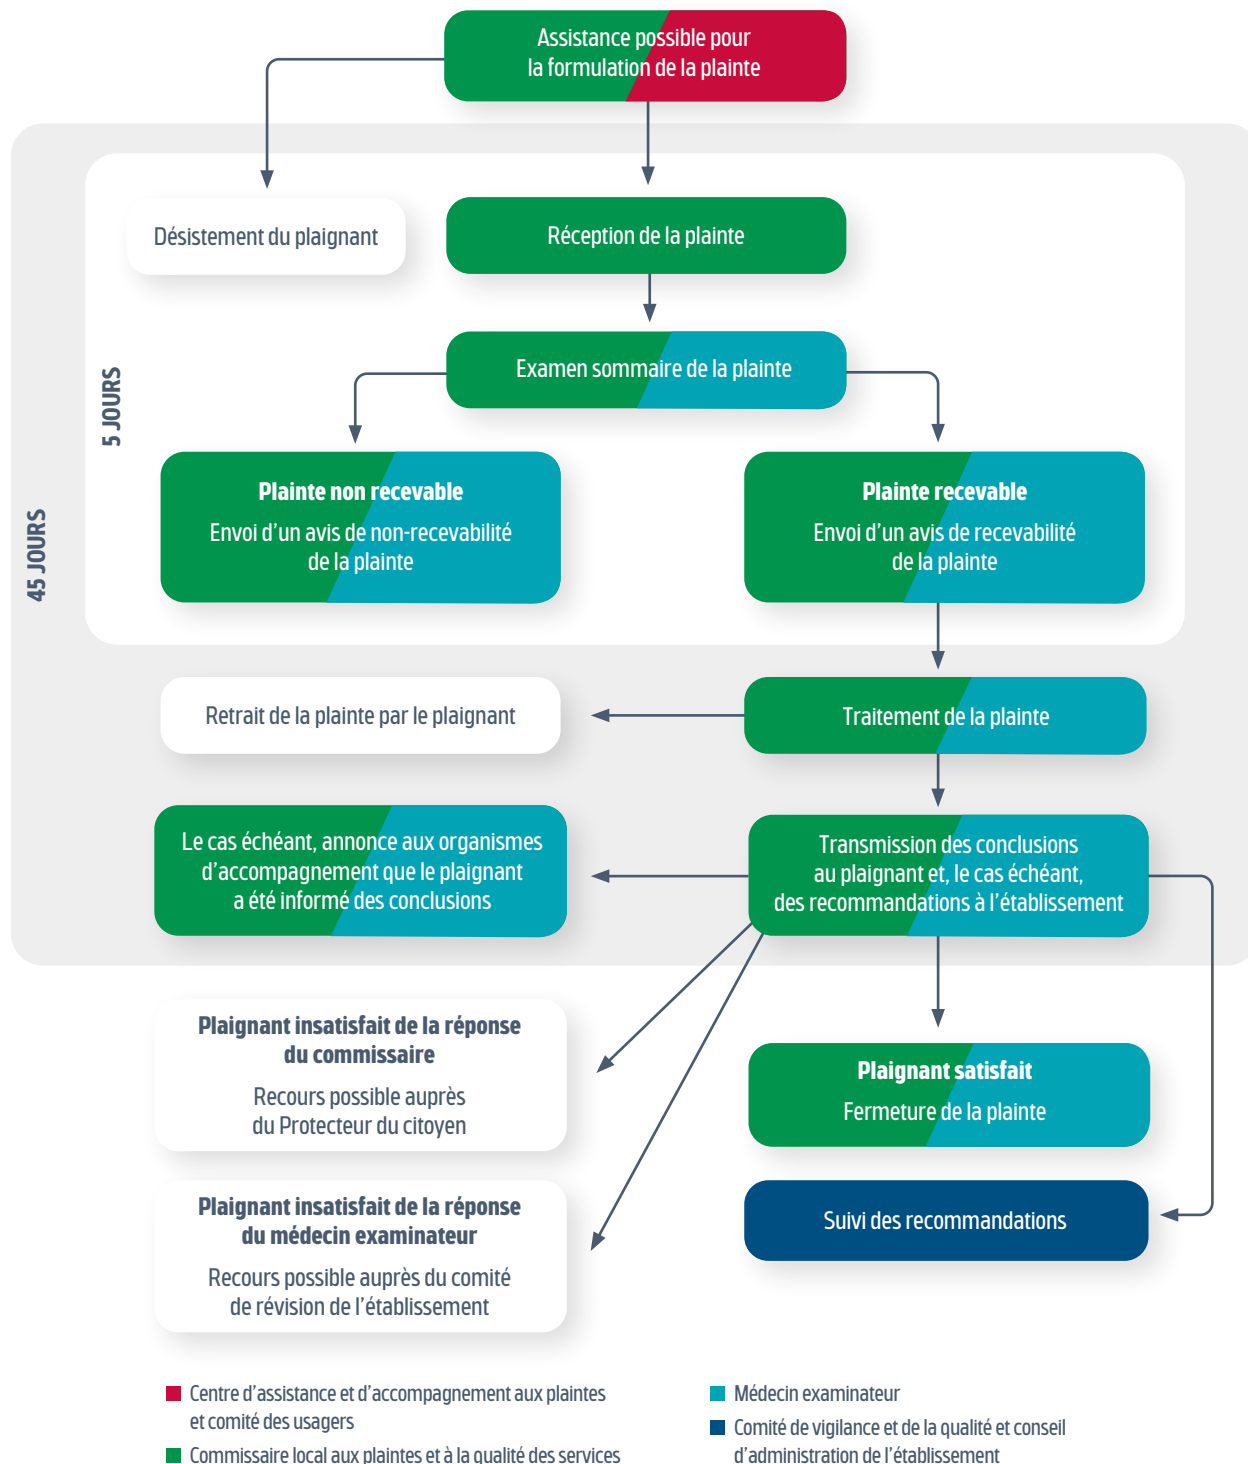 Assistance possible pour
la formulation de la plainte
Désistement du plaignant
Réception de la plainte
Examen sommaire de la plainte
5 JOURS
45 JOURS
Plainte non recevable
Envoi d’un avis de non-recevabilité
de la plainte
Plainte recevable
Envoi d’un avis de recevabilité
de la plainte
Retrait de la plainte par le plaignant
Traitement de la plainte
Le cas échéant, annonce aux organismes
d’accompagnement que le plaignant
a été informé des conclusions
Transmission des conclusions
au plaignant et, le cas échéant,
des recommandations à l’établissement
Plaignant insatisfait de la réponse
du commissaire
Recours possible auprès
du Protecteur du citoyen
Plaignant satisfait
Fermeture de la plainte
Plaignant insatisfait de la réponse
du médecin examinateur
Recours possible auprès du comité
de révision de l’établissement
Suivi des recommandations
Centre d’assistance et d’accompagnement aux plaintes
et comité des usagers
Commissaire local aux plaintes et à la qualité des services
Médecin examinateur
Comité de vigilance et de la qualité et conseil
d’administration de l’établissement